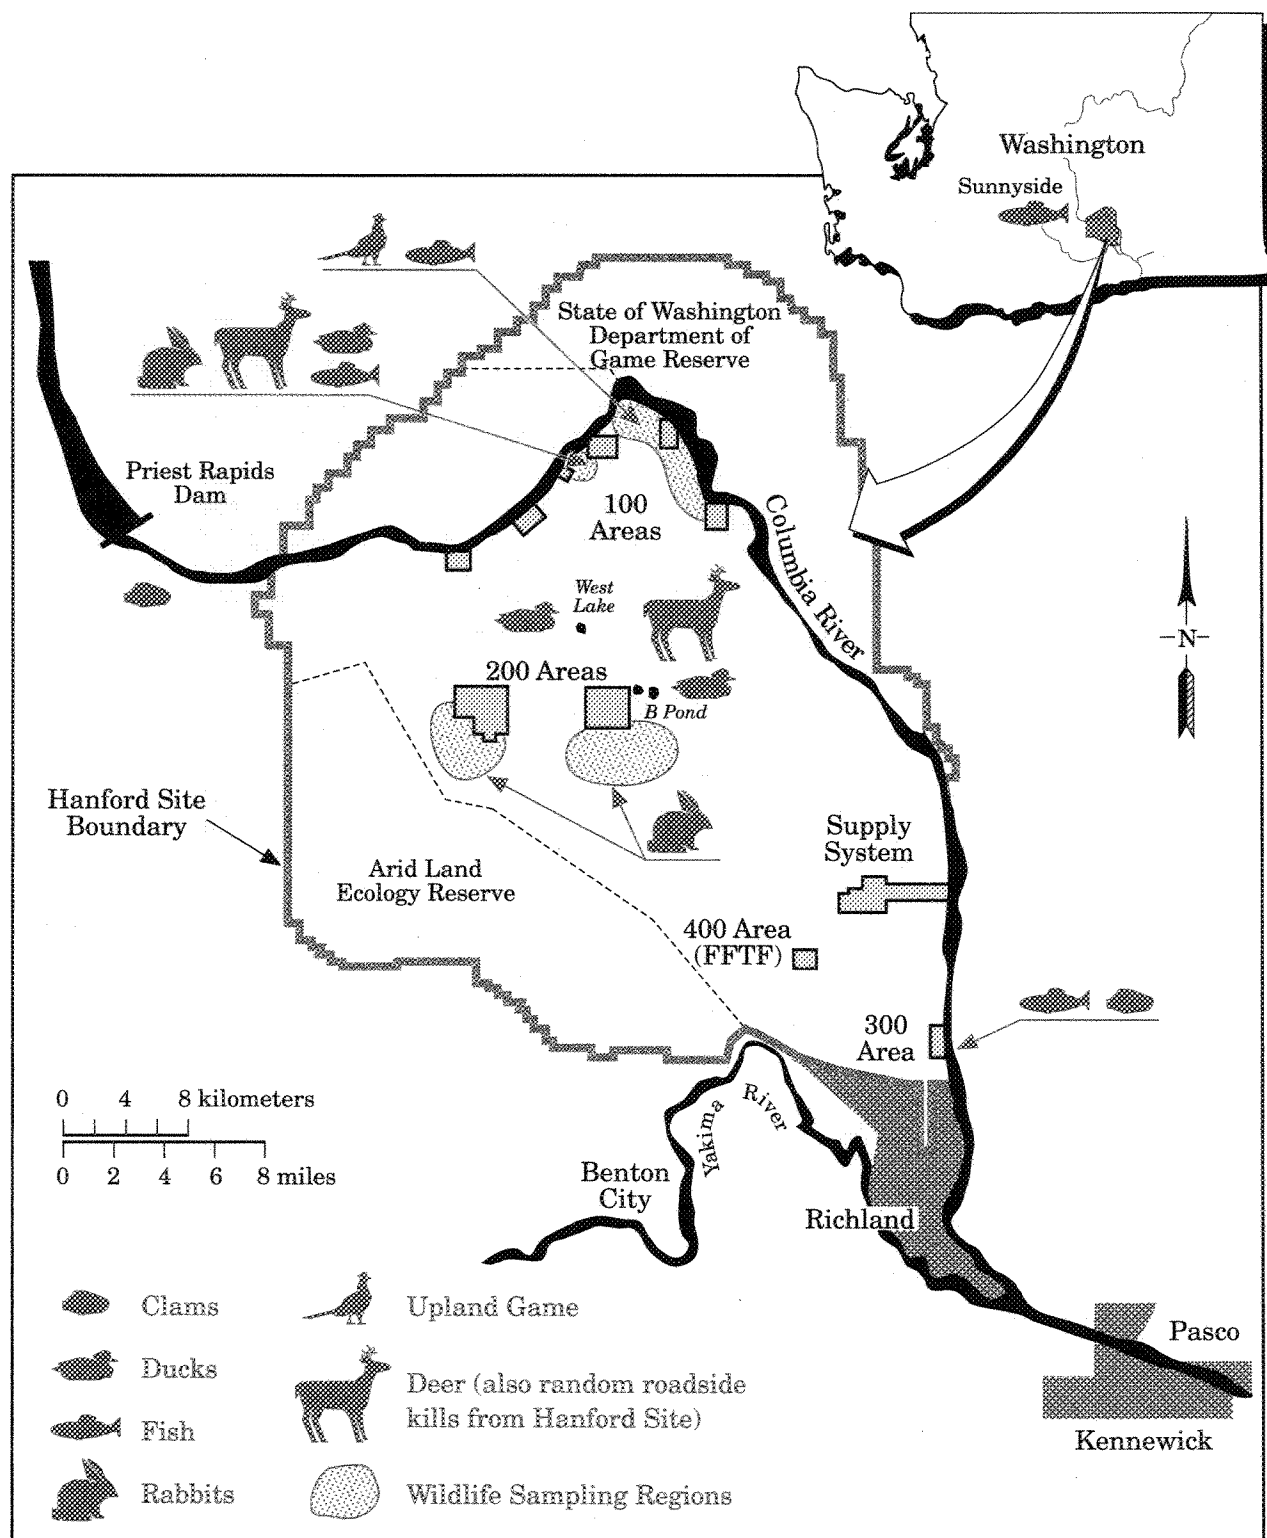 Washington
Sunnyside
State of Washington
Department of
Game Reserve
Priest Rapids
Dam
100
Areas
Columbia River
West
Lake
N
200 Areas
B Pond
Hanford Site
Boundary
Supply
System
Arid Land
Ecology Reserve
400 Area
(FFTF)
300
Area
0 4 8 kilometers
0 2 4 6 8 miles
Yakima River
Benton
City
Richland
Pasco
Kennewick
Clams
Ducks
Fish
Rabbits
Upland Game
Deer (also random roadside
kills from Hanford Site)
Wildlife Sampling Regions